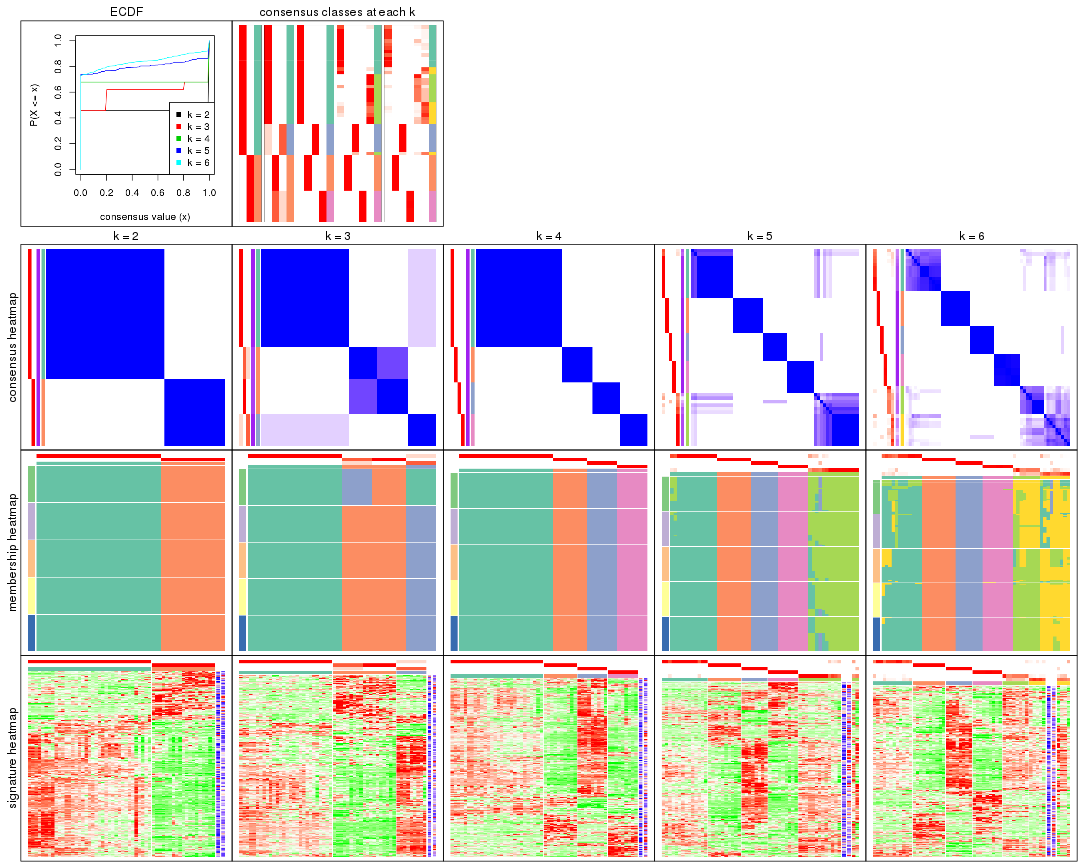 ECDF
consensus classes at each k
P(X <= x)
0.0 0.2 0.4 0.6 0.8 1.0
k = 2
k = 3
k = 4
k = 5
k = 6
0.0 0.2 0.4 0.6 0.8 1.0
consensus value (x)
k = 2
k = 3
k = 4
k = 5
k = 6
consensus heatmap
membership heatmap
signature heatmap